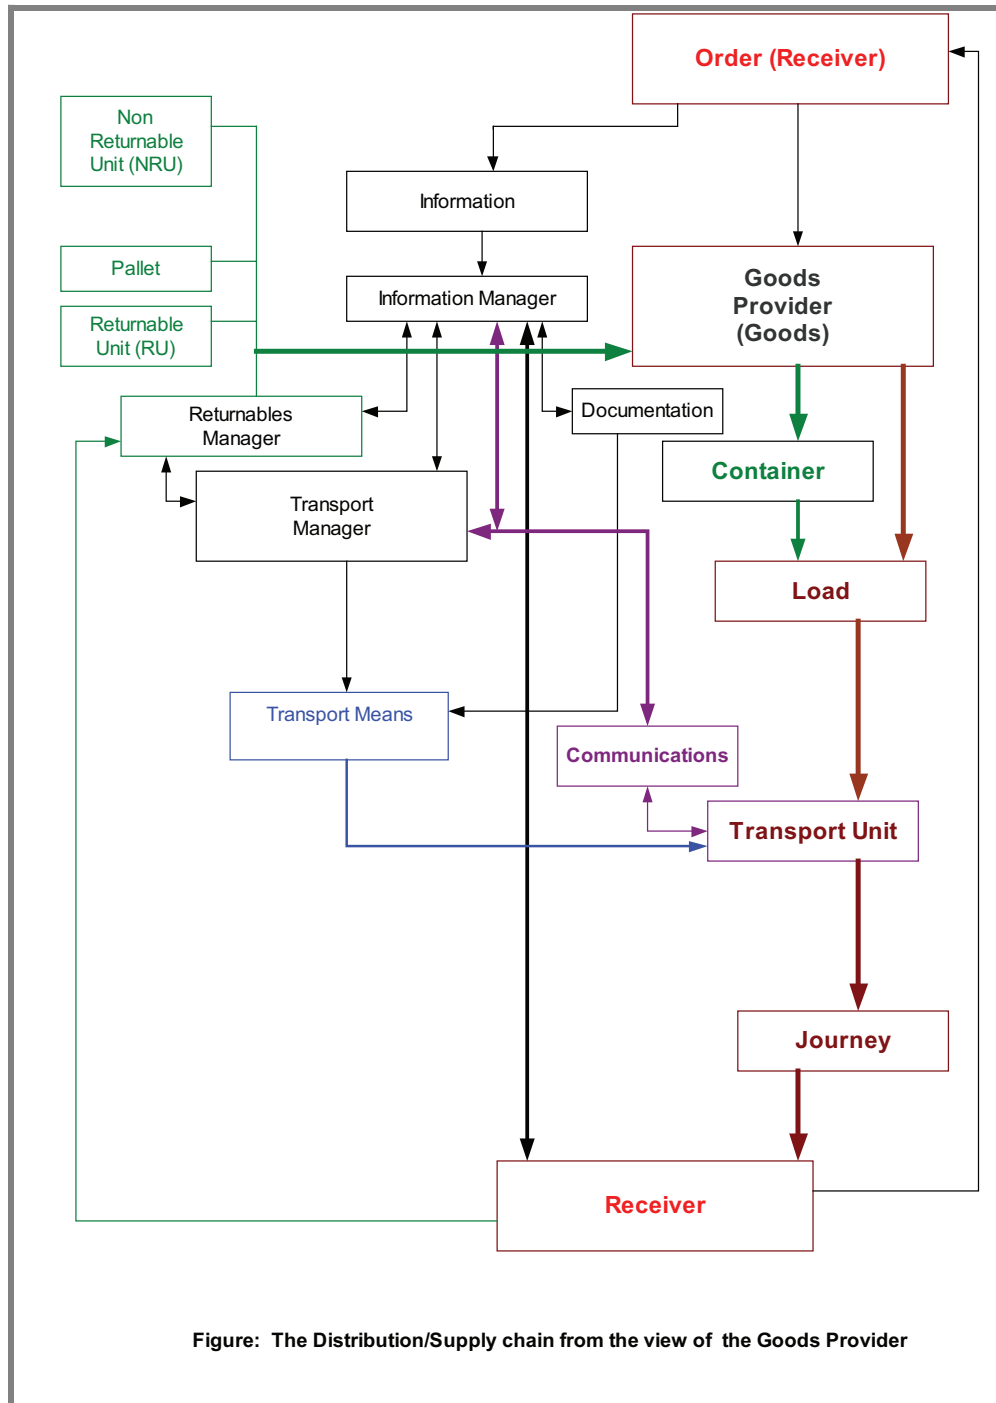 Order (Receiver)
Non
Returnable
Unit (NRU)
Information
Pallet
Goods
Provider
(Goods)
Information Manager
Returnable
Unit (RU)
Returnables
Manager
Documentation
Container
Transport
Manager
Load
Transport Means
Communications
Transport Unit
Journey
Receiver
Figure: The Distribution/Supply chain from the view of the Goods Provider